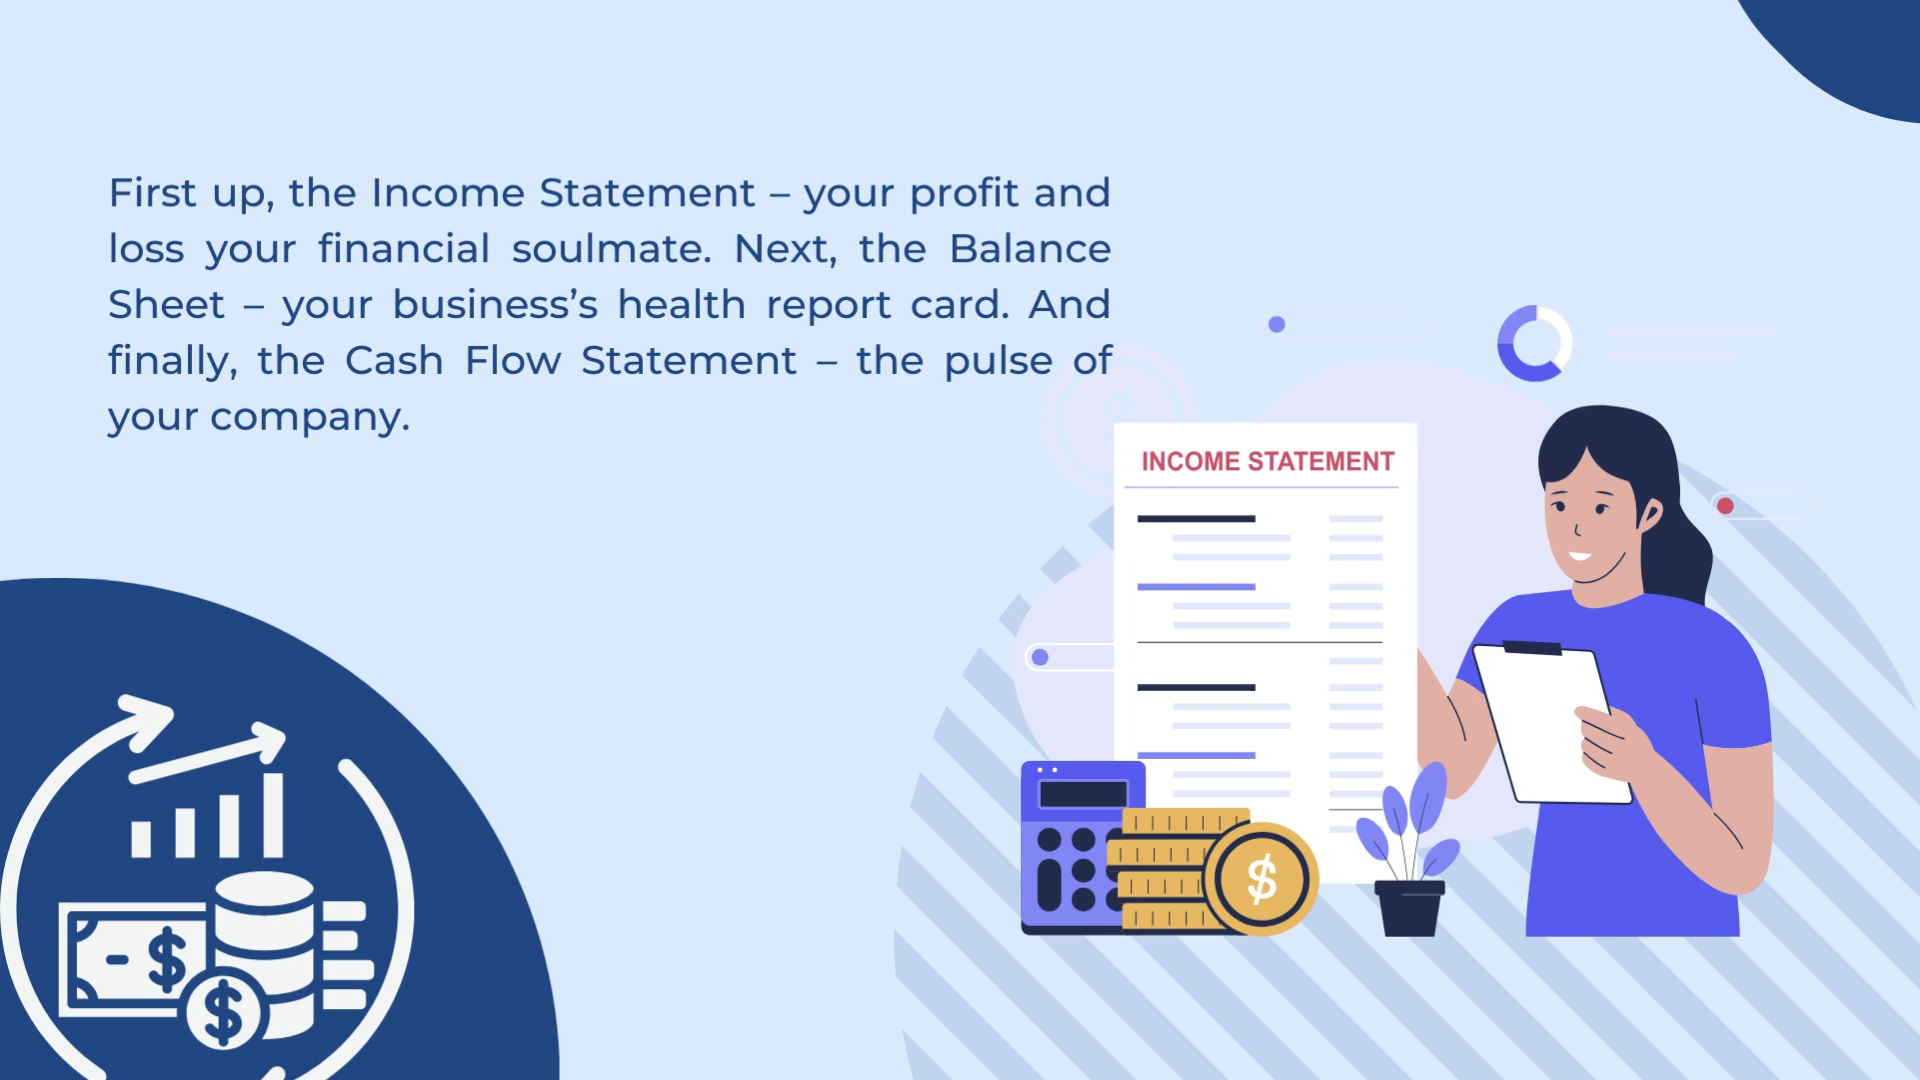 First up, the Income Statement – your profit and
loss your financial soulmate. Next, the Balance
Sheet – your business’s health report card. And
finally, the Cash Flow Statement – the pulse of
your company.
INCOME STATEMENT
$
$
$